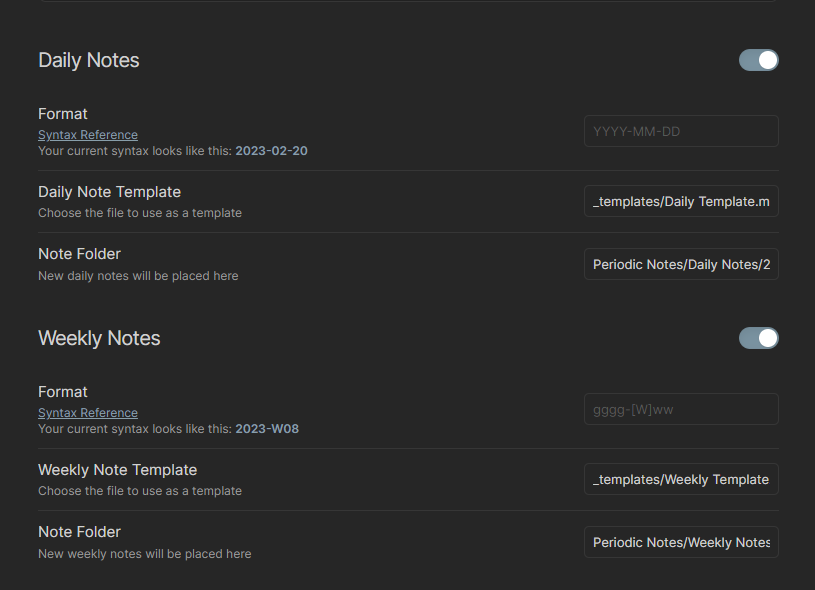 Daily Notes
Format
YYYY-MM-DD
Syntax Reference
Your current syntax looks like this: 2023-02-20
Daily Note Template
_templates/Daily Template.m
Choose the file to use as a template
Note Folder
Periodic Notes/Daily Notes/2
New daily notes will be placed here
Weekly Notes
Format
gggg-[W]ww
Syntax Reference
Your current syntax looks like this: 2023-W08
Weekly Note Template
_templates/Weekly Template
Choose the file to use as a template
Note Folder
Periodic Notes/Weekly Notes
New weekly notes will be placed here